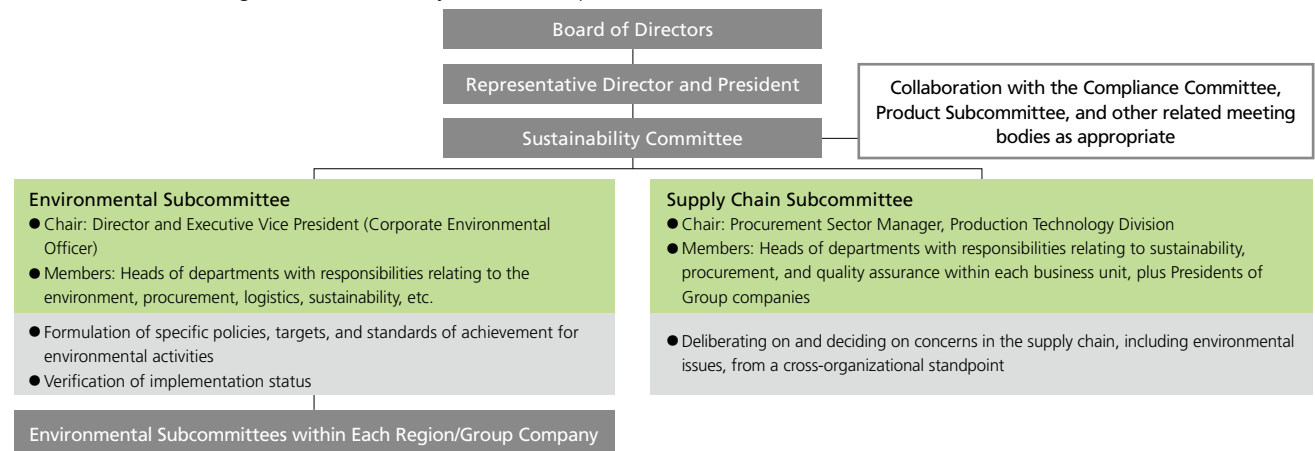 Board of Directors
Representative Director and President
Sustainability Committee
Collaboration with the Compliance Committee,
Product Subcommittee, and other related meeting
bodies as appropriate
Environmental Subcommittee
● Chair: Director and Executive Vice President (Corporate Environmental
Officer)
● Members: Heads of departments with responsibilities relating to the
environment, procurement, logistics, sustainability, etc.
● Formulation of specific policies, targets, and standards of achievement for
environmental activities
● Verification of implementation status
Environmental Subcommittees within Each Region/Group Company
Supply Chain Subcommittee
● Chair: Procurement Sector Manager, Production Technology Division
● Members: Heads of departments with responsibilities relating to sustainability,
procurement, and quality assurance within each business unit, plus Presidents of
Group companies
● Deliberating on and deciding on concerns in the supply chain, including environmental
issues, from a cross-organizational standpoint